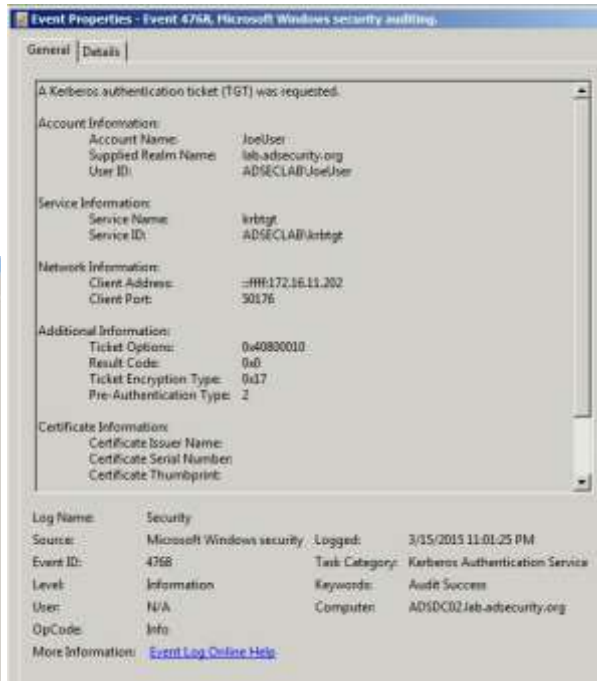 Event Properties - Event 4768, Microsoft Windows security auditing.
General Details
A Kerberos authentication ticket (TGT) was requested.
Account Information:
Account Name: JoeUser
Supplied Realm Name: lab.adsecurity.org
User ID: ADSECLAB\JoeUser
Service Information:
Service Name: krbtgt
Service ID: ADSECLAB\krbtgt
Network Information:
Client Address: ::ffff:172.16.11.202
Client Port: 50176
Additional Information:
Ticket Options: 0x40800010
Result Code: 0x0
Ticket Encryption Type: 0x17
Pre-Authentication Type: 2
Certificate Information:
Certificate Issuer Name:
Certificate Serial Number:
Certificate Thumbprint:
Log Name: Security
Source: Microsoft Windows security Logged: 3/15/2015 11:01:25 PM
Event ID: 4768 Task Category: Kerberos Authentication Service
Level: Information Keywords: Audit Success
User: N/A Computer: ADSDC02.lab.adsecurity.org
OpCode: Info
More Information: Event Log Online Help